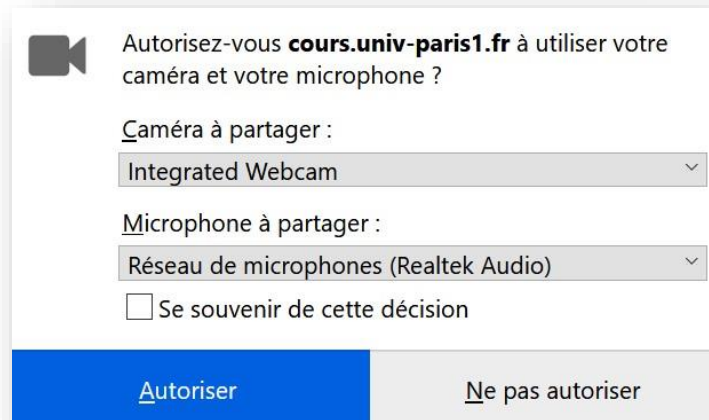 Autorisez-vous cours.univ-paris1.fr à utiliser votre
caméra et votre microphone ?
Caméra à partager :
Integrated Webcam
Microphone à partager :
Réseau de microphones (Realtek Audio)
Se souvenir de cette décision
Autoriser
Ne pas autoriser